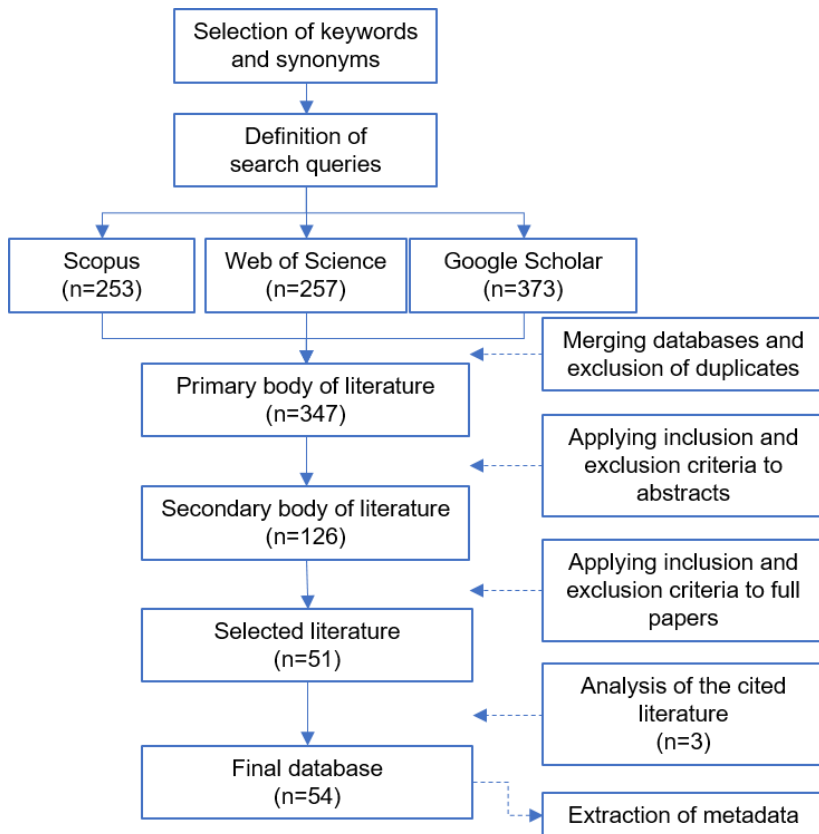 Selection of keywords
and synonyms
Definition of
search queries
Scopus
(n=253)
Web of Science
(n=257)
Google Scholar
(n=373)
Merging databases and
exclusion of duplicates
Primary body of literature
(n=347)
Applying inclusion and
exclusion criteria to
abstracts
Secondary body of literature
(n=126)
Applying inclusion and
exclusion criteria to full
papers
Selected literature
(n=51)
Analysis of the cited
literature
(n=3)
Final database
(n=54)
Extraction of metadata